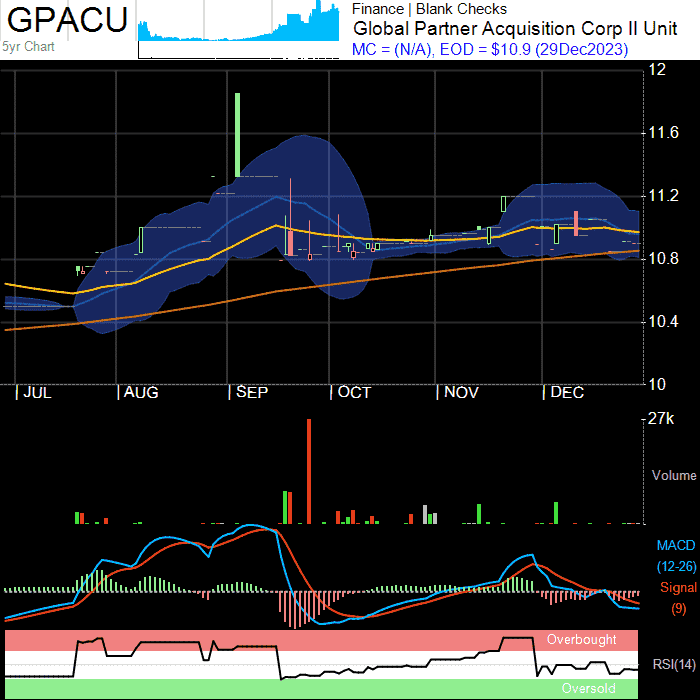 GPACU
5yr Chart
Finance | Blank Checks
Global Partner Acquisition Corp II Unit
MC = (N/A), EOD = $10.9 (29Dec2023)
12
11.6
11.2
10.8
10.4
10
JUL
AUG
SEP
OCT
NOV
DEC
27k
Volume
MACD
(12-26)
Signal
(9)
Overbought
RSI(14)
Oversold